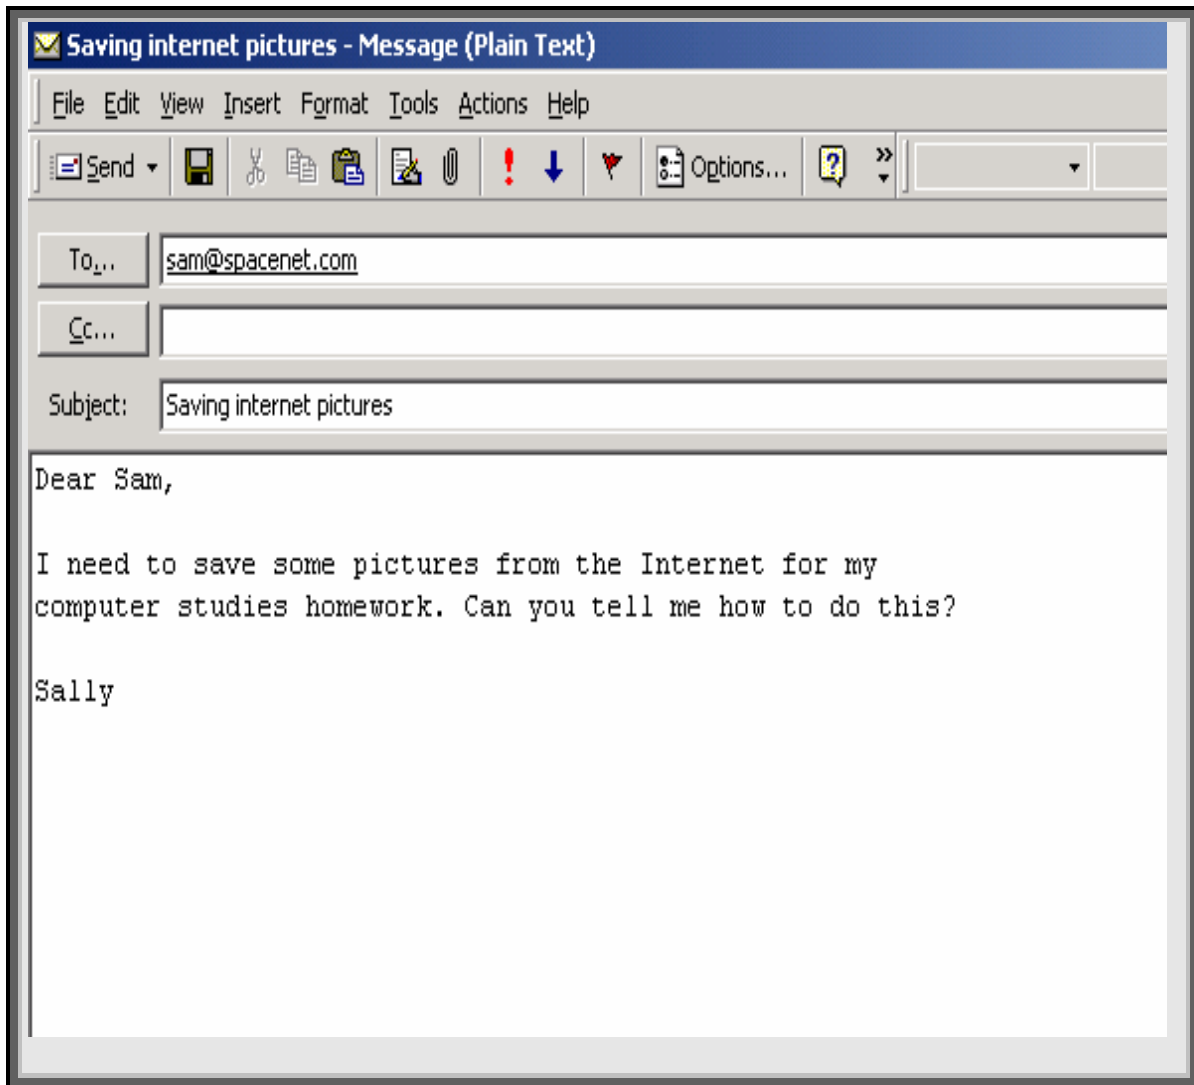 Saving internet pictures - Message (Plain Text)
File Edit View Insert Format Tools Actions Help
Send Options...
To... sam@spacenet.com
Cc...
Subject: Saving internet pictures
Dear Sam,
I need to save some pictures from the Internet for my
computer studies homework. Can you tell me how to do this?
Sally